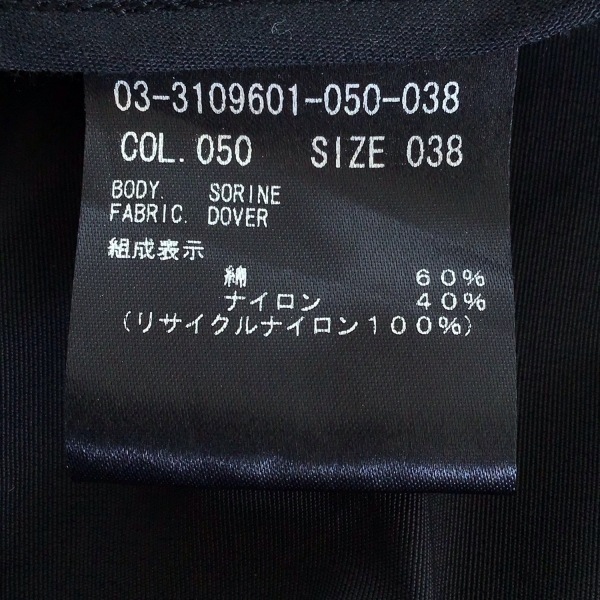 03-3109601-050-038
COL. 050 SIZE 038
BODY. SORINE
FABRIC. DOVER
組成表示
綿 60%
ナイロン 40%
(リサイクルナイロン100%)